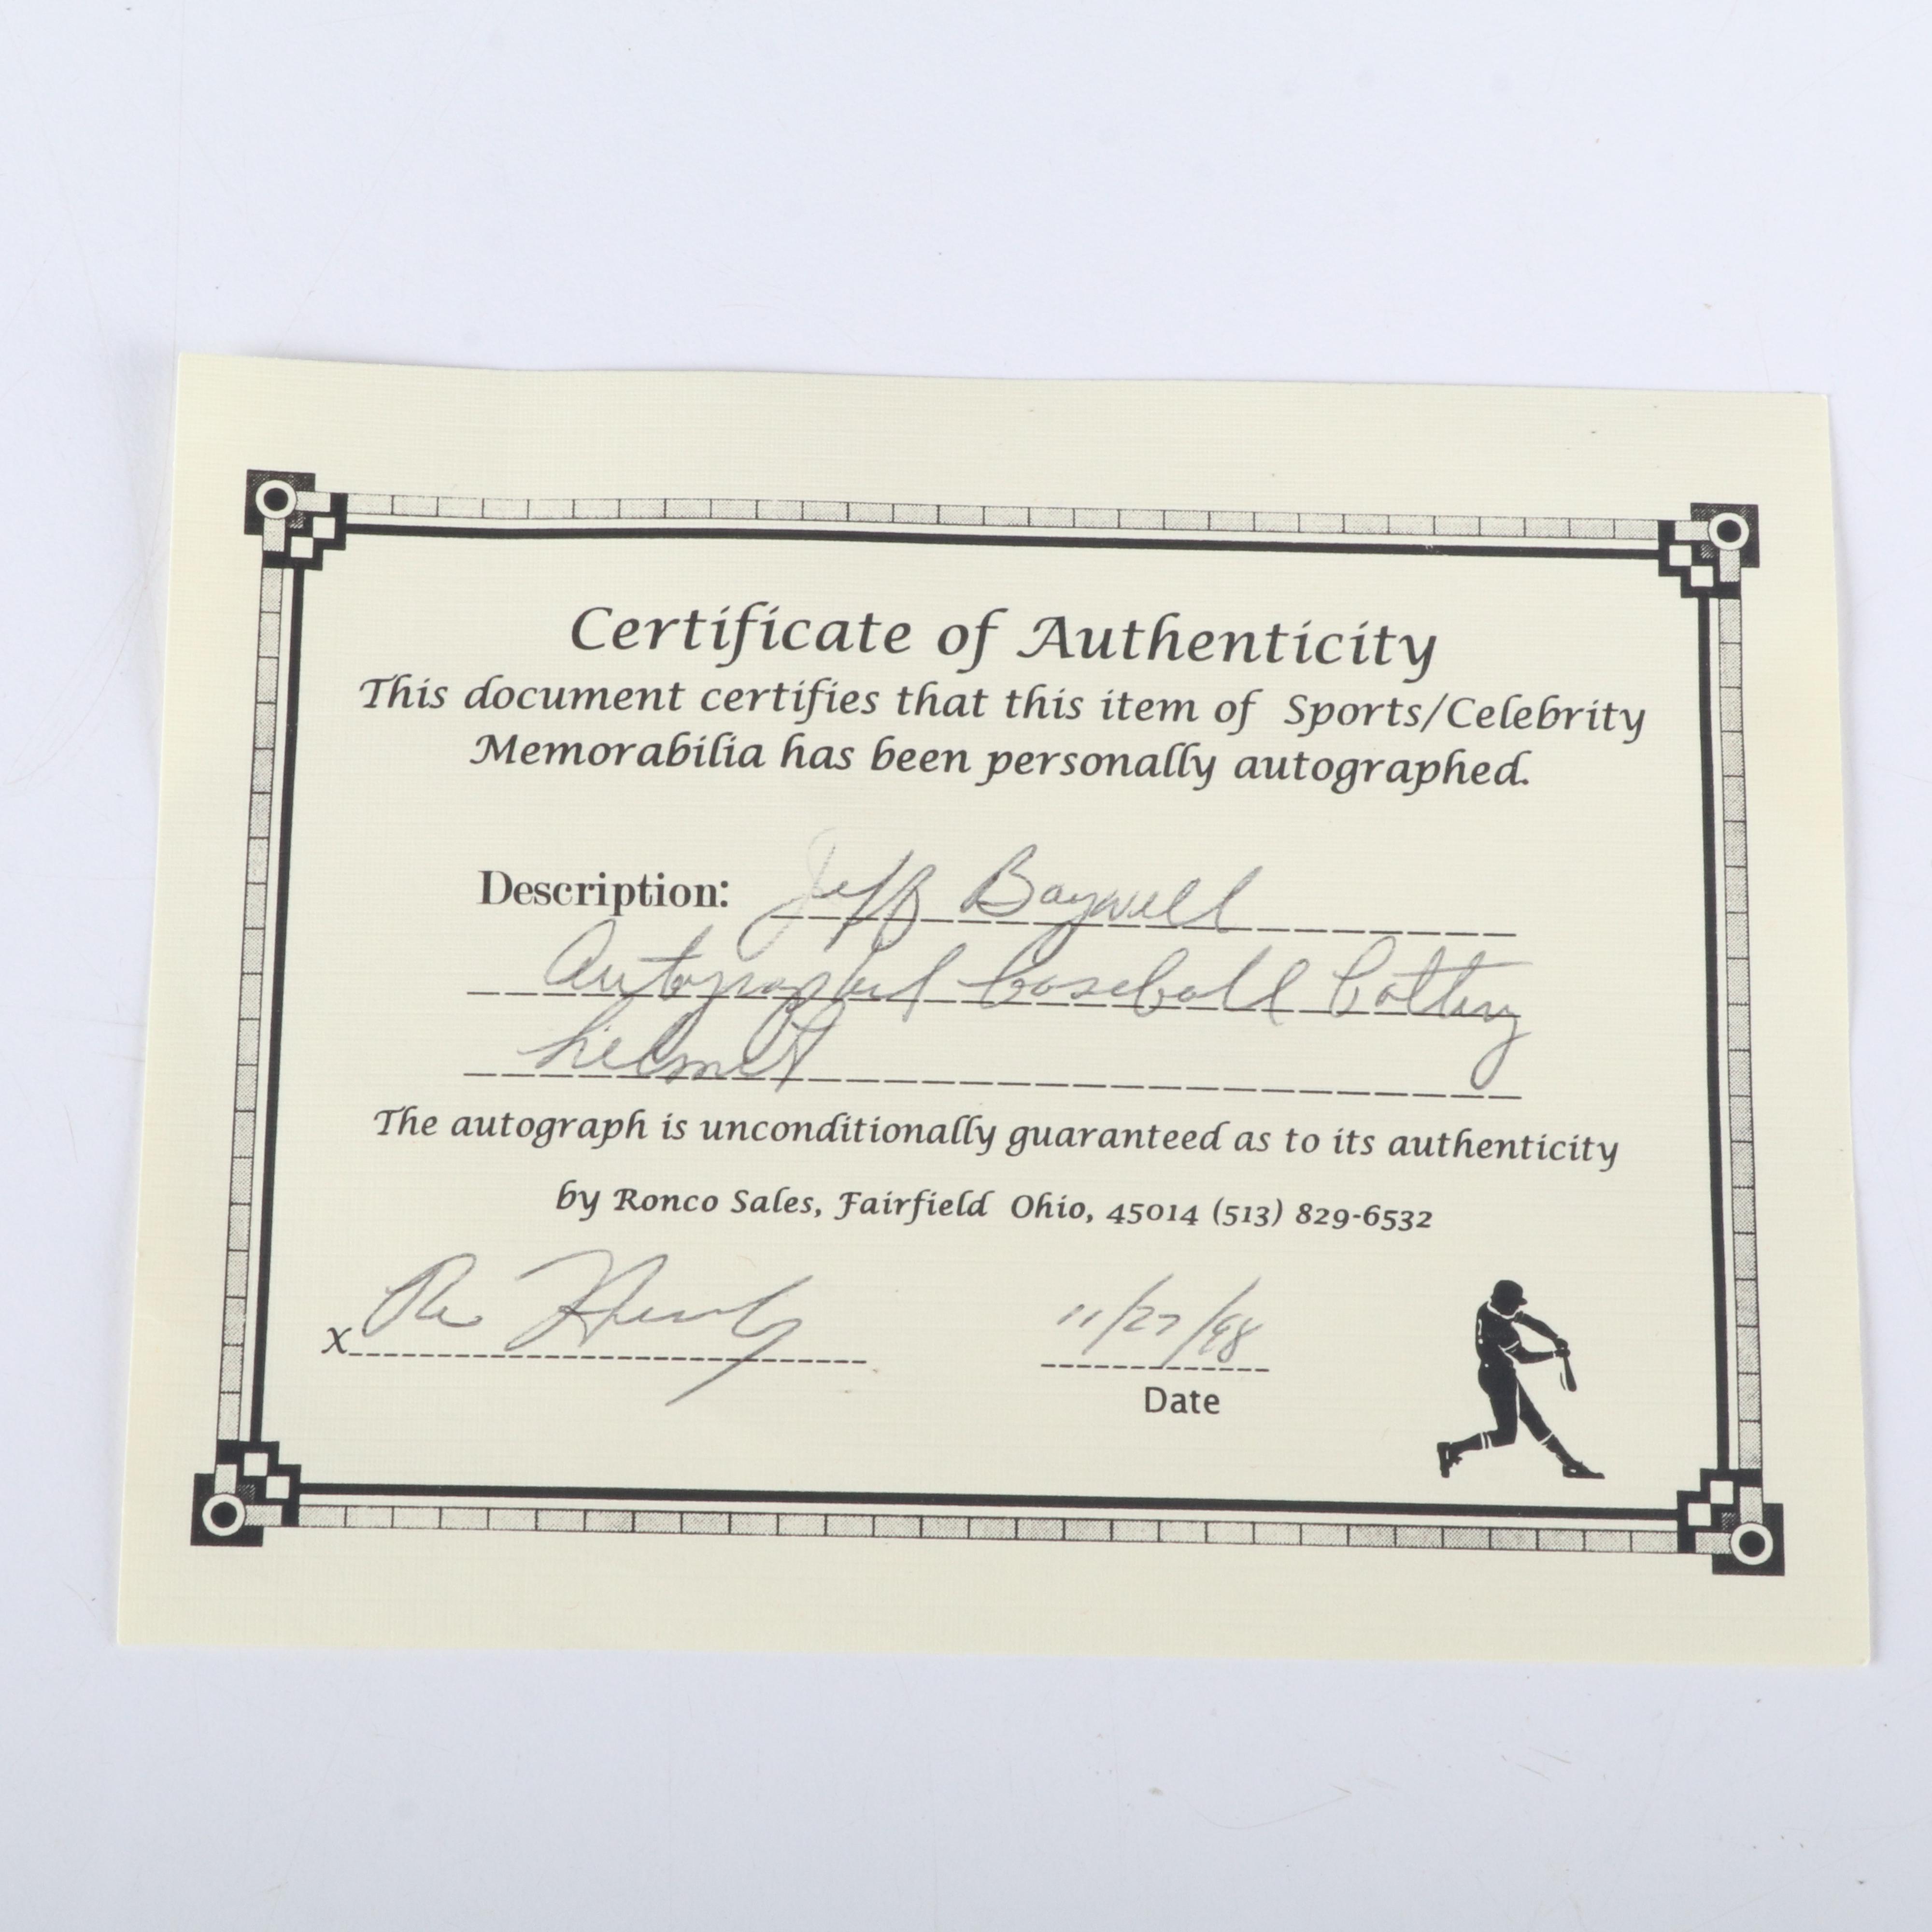 Certificate of Authenticity
This document certifies that this item of Sports/Celebrity
Memorabilia has been personally autographed.
Description: Jeff Bagwell
Autographed baseball batting
helmet
The autograph is unconditionally guaranteed as to its authenticity
by Ronco Sales, Fairfield Ohio, 45014 (513) 829-6532
x 11/27/98
Date